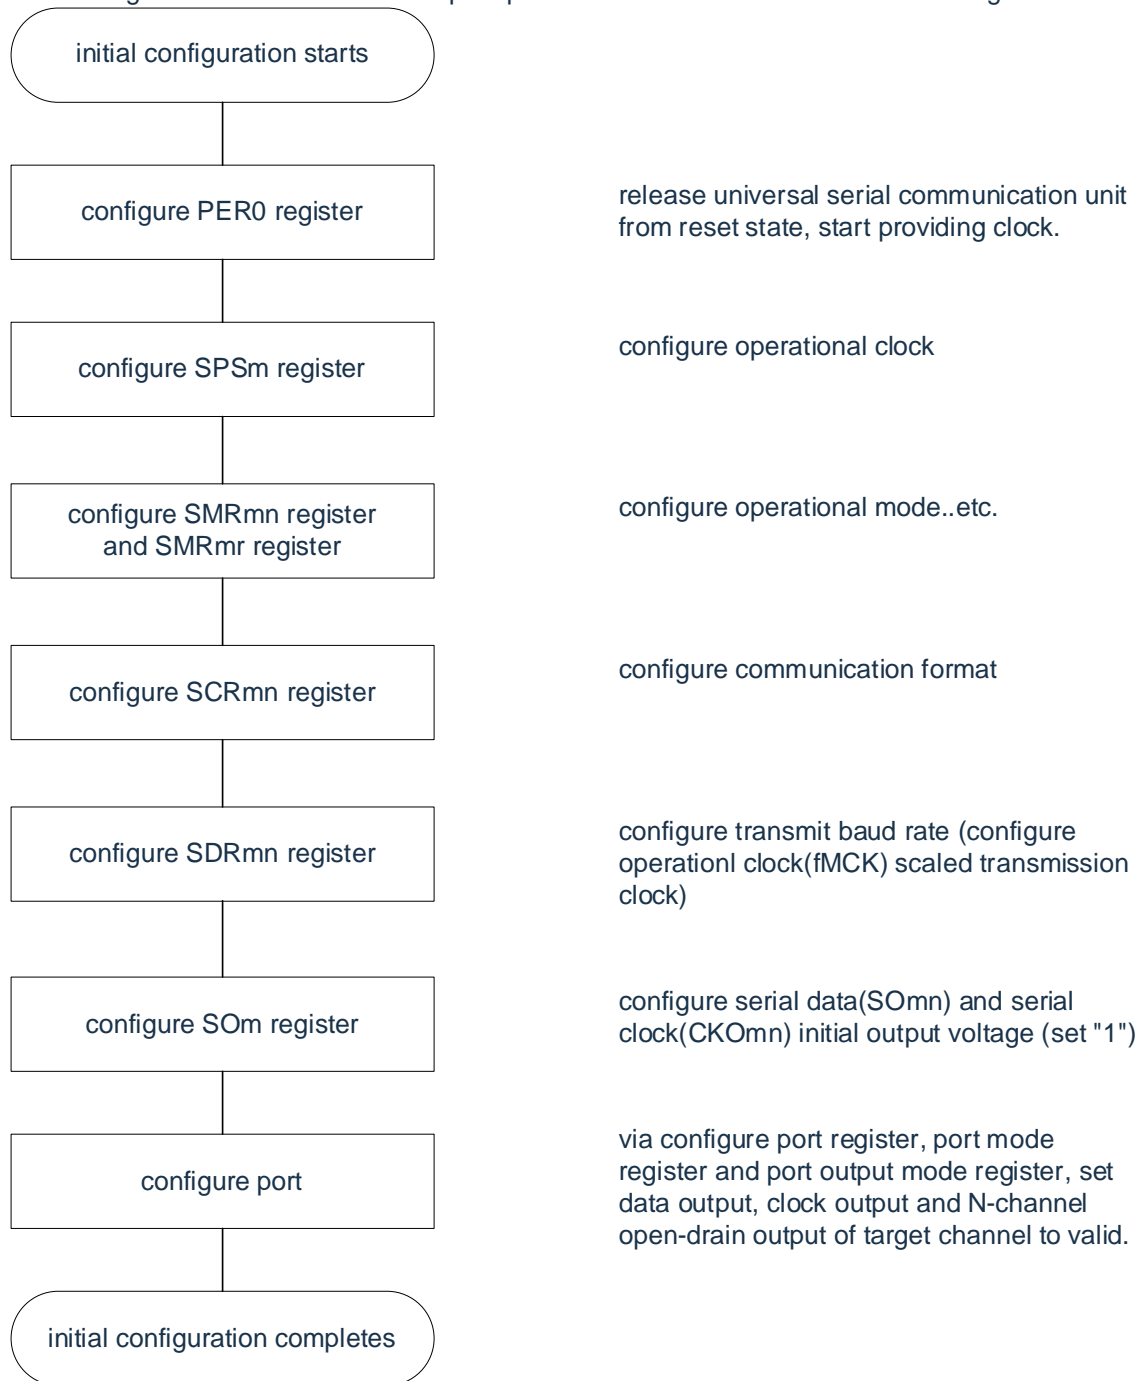 initial configuration starts
configure PER0 register
release universal serial communication unit
from reset state, start providing clock.
configure SPSm register
configure operational clock
configure SMRmn register
and SMRmr register
configure operational mode..etc.
configure SCRmn register
configure communication format
configure SDRmn register
configure transmit baud rate (configure
operationl clock(fMCK) scaled transmission
clock)
configure SOm register
configure serial data(SOmn) and serial
clock(CKOmn) initial output voltage (set "1")
configure port
via configure port register, port mode
register and port output mode register, set
data output, clock output and N-channel
open-drain output of target channel to valid.
initial configuration completes